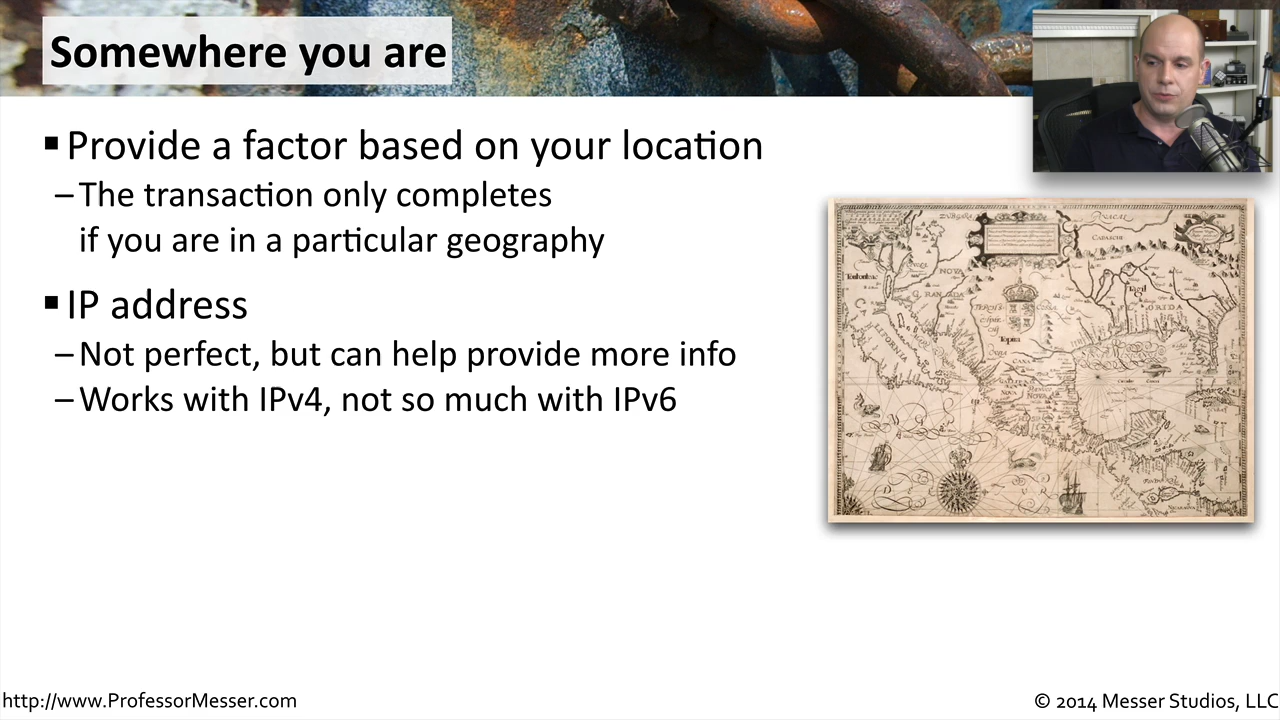 Somewhere you are
▪ Provide a factor based on your location
– The transaction only completes
if you are in a particular geography
▪ IP address
– Not perfect, but can help provide more info
– Works with IPv4, not so much with IPv6
NOVA
FLORIDA
http://www.ProfessorMesser.com
© 2014 Messer Studios, LLC